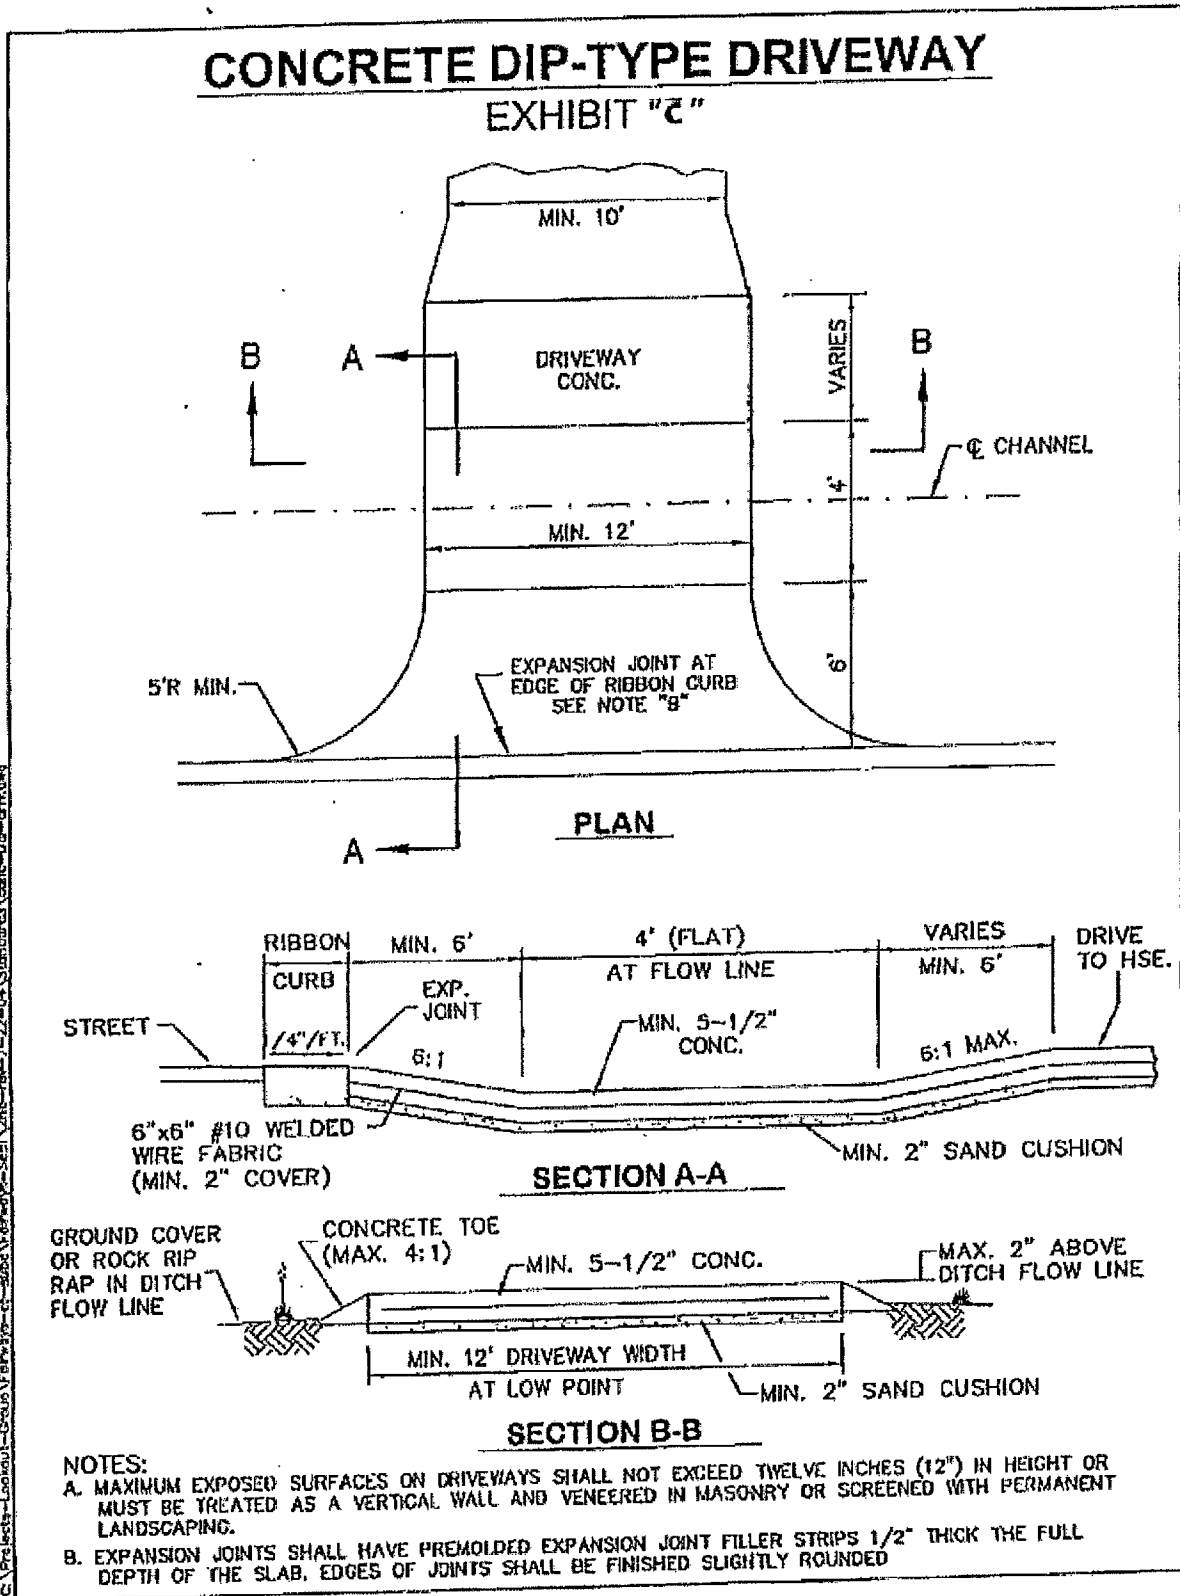 CONCRETE DIP-TYPE DRIVEWAY
EXHIBIT "C"
MIN. 10'
B
A
DRIVEWAY
CONC.
VARIES
B
℄ CHANNEL
4'
MIN. 12'
6'
5'R MIN.
EXPANSION JOINT AT
EDGE OF RIBBON CURB
SEE NOTE "B"
PLAN
A
RIBBON
CURB
MIN. 6'
4' (FLAT)
AT FLOW LINE
VARIES
MIN. 6'
DRIVE
TO HSE.
EXP.
JOINT
STREET
/4"/FT.
6:1
MIN. 5-1/2"
CONC.
6:1 MAX.
6"x6" #10 WELDED
WIRE FABRIC
(MIN. 2" COVER)
MIN. 2" SAND CUSHION
SECTION A-A
GROUND COVER
OR ROCK RIP
RAP IN DITCH
FLOW LINE
CONCRETE TOE
(MAX. 4:1)
MIN. 5-1/2" CONC.
MAX. 2" ABOVE
DITCH FLOW LINE
MIN. 12' DRIVEWAY WIDTH
AT LOW POINT
MIN. 2" SAND CUSHION
SECTION B-B
NOTES:
A. MAXIMUM EXPOSED SURFACES ON DRIVEWAYS SHALL NOT EXCEED TWELVE INCHES (12") IN HEIGHT OR
MUST BE TREATED AS A VERTICAL WALL AND VENEERED IN MASONRY OR SCREENED WITH PERMANENT
LANDSCAPING.
B. EXPANSION JOINTS SHALL HAVE PREMOLDED EXPANSION JOINT FILLER STRIPS 1/2" THICK THE FULL
DEPTH OF THE SLAB, EDGES OF JOINTS SHALL BE FINISHED SLIGHTLY ROUNDED